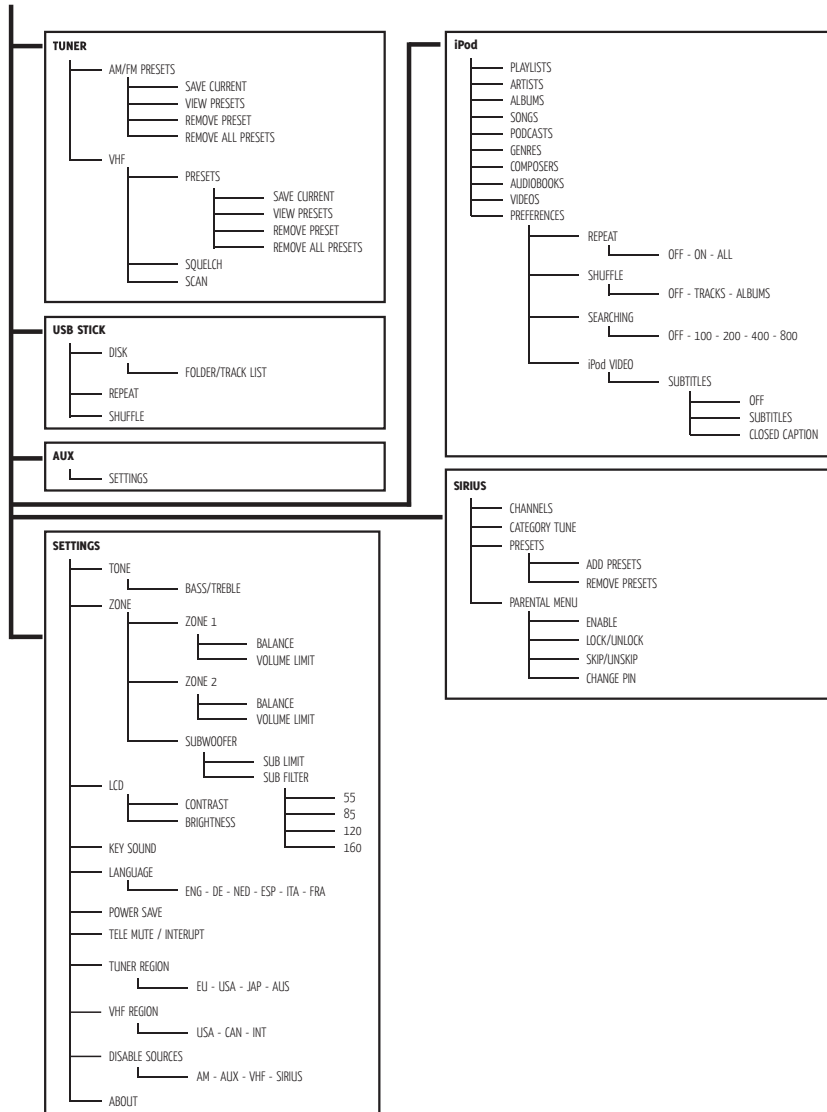 TUNER
AM/FM PRESETS
SAVE CURRENT
VIEW PRESETS
REMOVE PRESET
REMOVE ALL PRESETS
VHF
PRESETS
SAVE CURRENT
VIEW PRESETS
REMOVE PRESET
REMOVE ALL PRESETS
SQUELCH
SCAN
USB STICK
DISK
FOLDER/TRACK LIST
REPEAT
SHUFFLE
AUX
SETTINGS
SETTINGS
TONE
BASS/TREBLE
ZONE
ZONE 1
BALANCE
VOLUME LIMIT
ZONE 2
BALANCE
VOLUME LIMIT
SUBWOOFER
SUB LIMIT
SUB FILTER
55
85
120
160
LCD
CONTRAST
BRIGHTNESS
KEY SOUND
LANGUAGE
ENG - DE - NED - ESP - ITA - FRA
POWER SAVE
TELE MUTE / INTERUPT
TUNER REGION
EU - USA - JAP - AUS
VHF REGION
USA - CAN - INT
DISABLE SOURCES
AM - AUX - VHF - SIRIUS
ABOUT
iPod
PLAYLISTS
ARTISTS
ALBUMS
SONGS
PODCASTS
GENRES
COMPOSERS
AUDIOBOOKS
VIDEOS
PREFERENCES
REPEAT
OFF - ON - ALL
SHUFFLE
OFF - TRACKS - ALBUMS
SEARCHING
OFF - 100 - 200 - 400 - 800
iPod VIDEO
SUBTITLES
OFF
SUBTITLES
CLOSED CAPTION
SIRIUS
CHANNELS
CATEGORY TUNE
PRESETS
ADD PRESETS
REMOVE PRESETS
PARENTAL MENU
ENABLE
LOCK/UNLOCK
SKIP/UNSKIP
CHANGE PIN